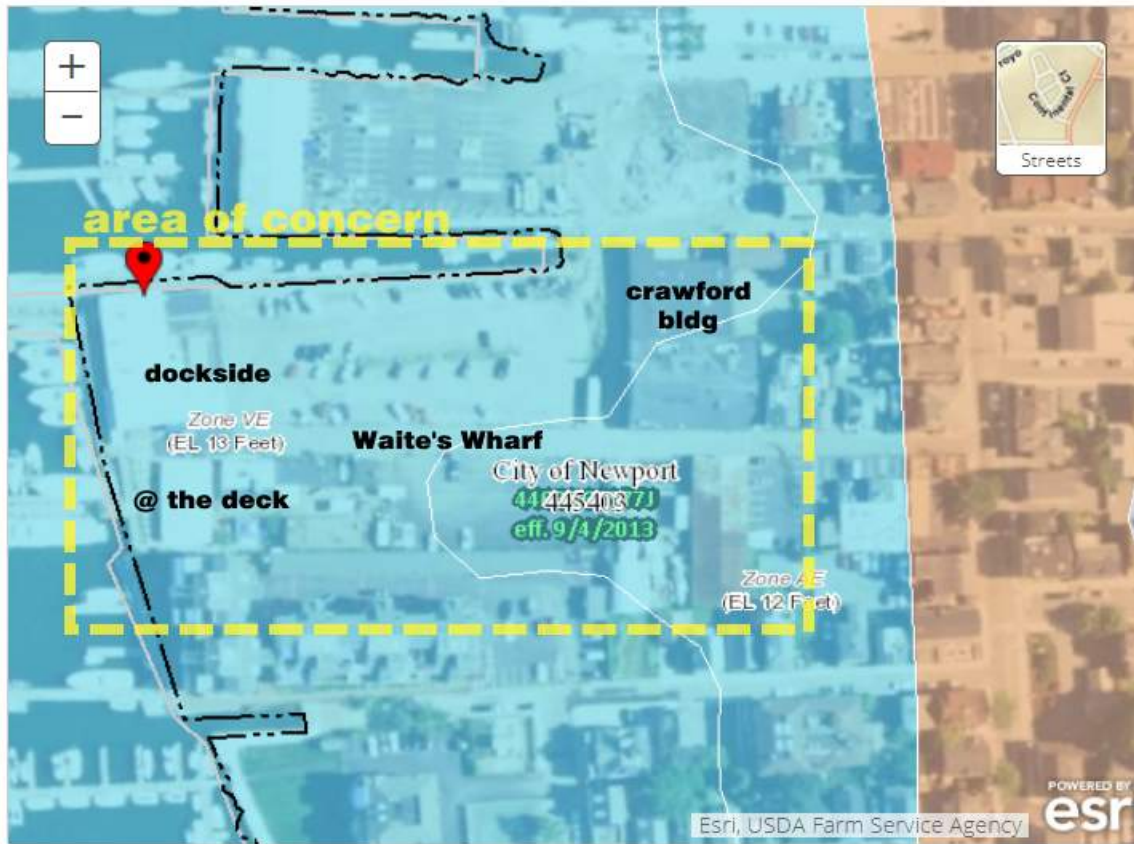 +
−
Streets
area of concern
crawford
bldg
dockside
Zone VE
(EL 13 Feet)
Waite's Wharf
City of Newport
445403
@ the deck
eff. 9/4/2013
Zone AE
(EL 12 Feet)
POWERED BY
esri
Esri, USDA Farm Service Agency